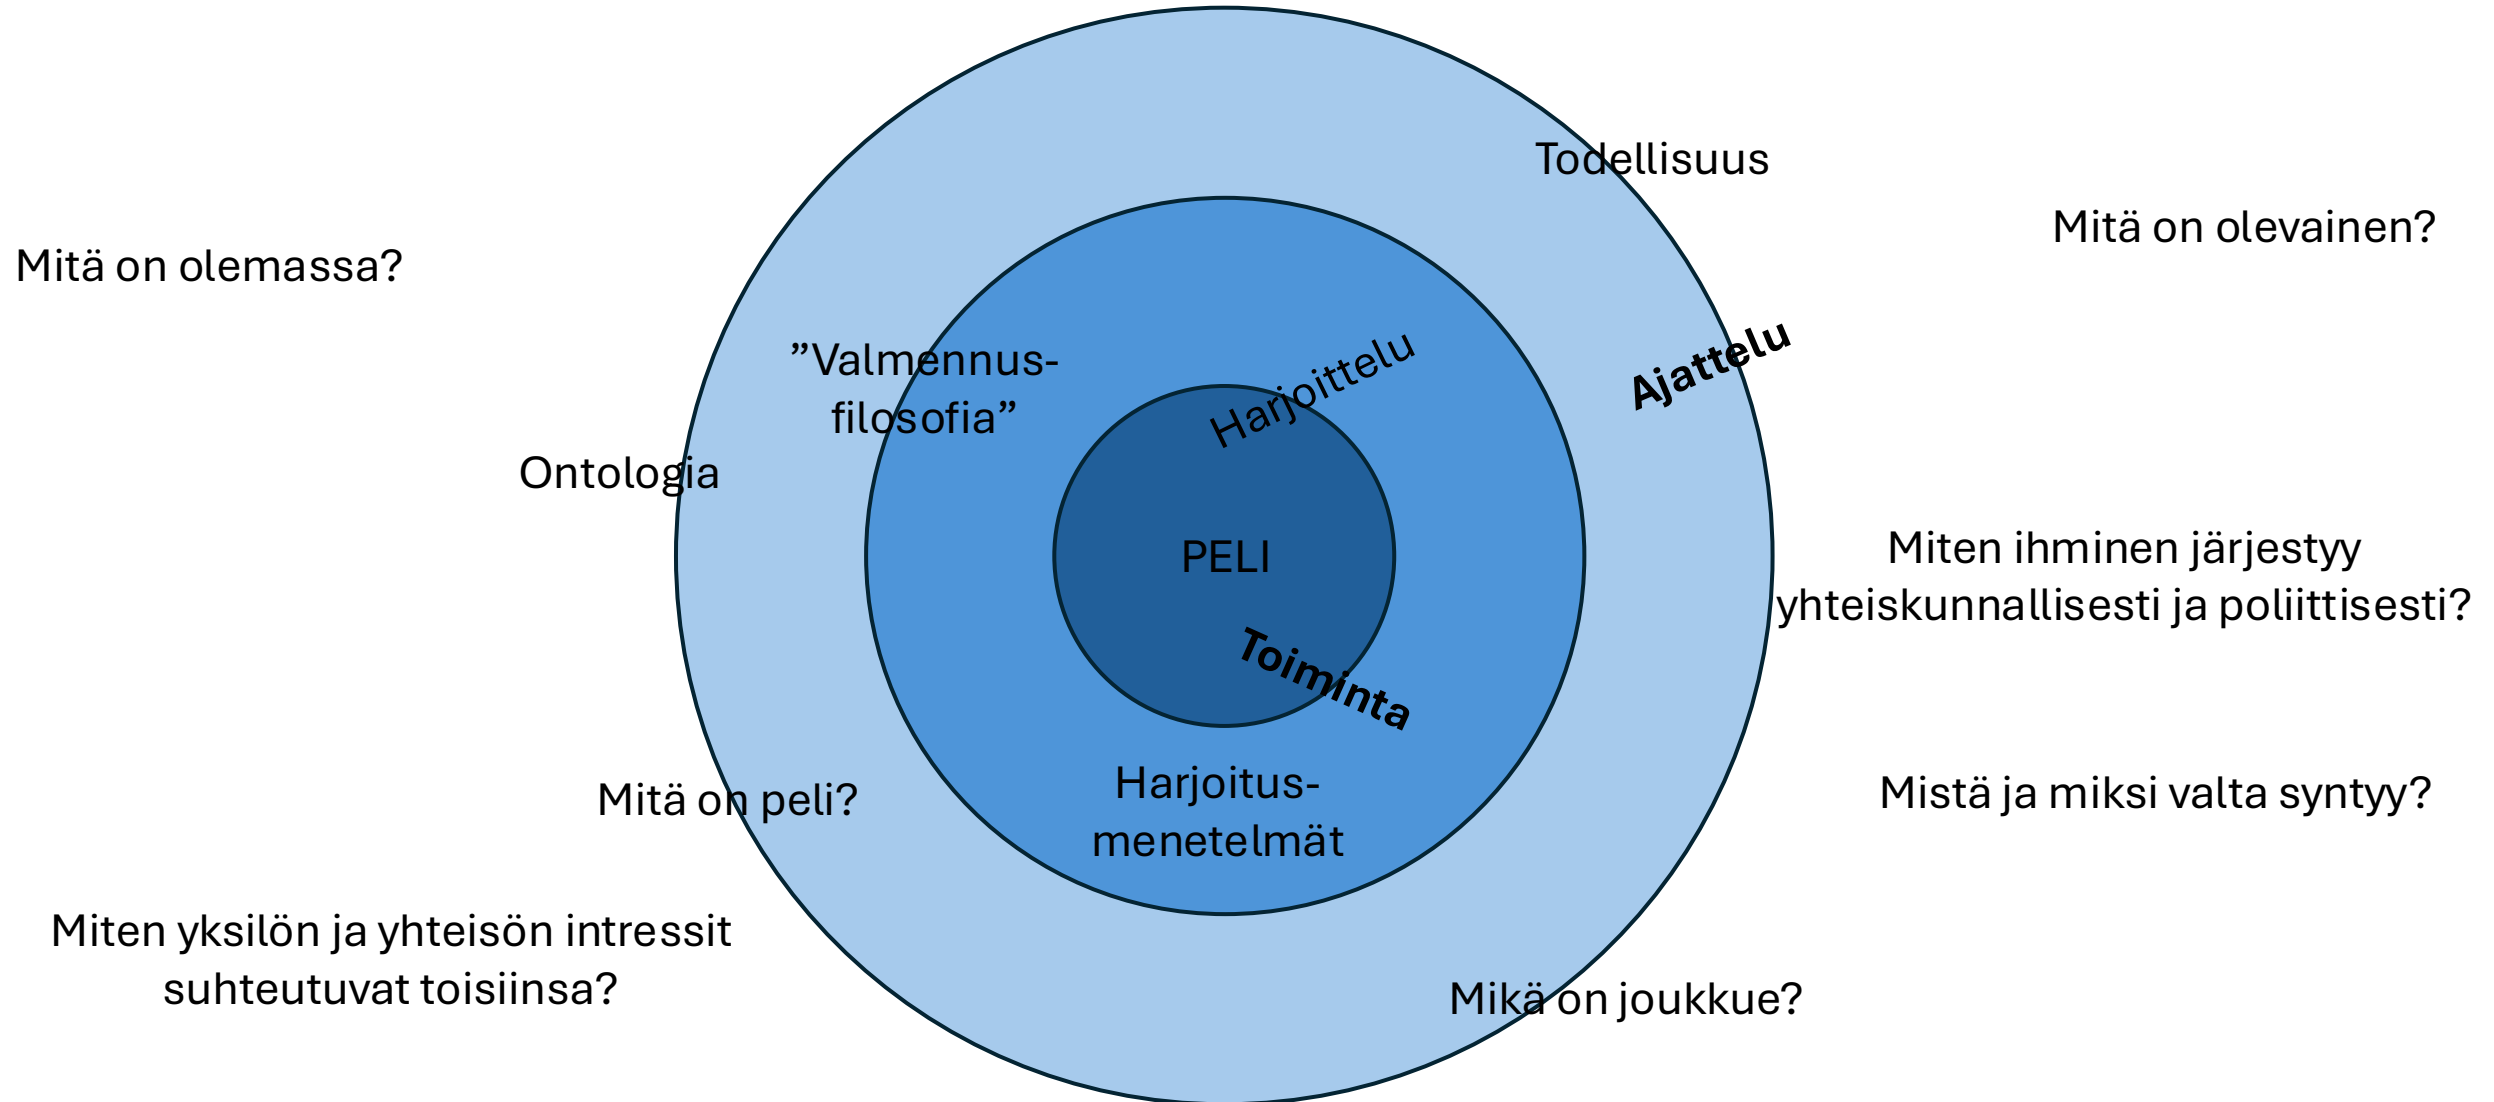 Todellisuus
Mitä on olevainen?
Mitä on olemassa?
Ajattelu
”Valmennus-
filosofia”
Harjoittelu
Ontologia
PELI
Miten ihminen järjestyy
yhteiskunnallisesti ja poliittisesti?
Toiminta
Harjoitus-
menetelmät
Mitä on peli?
Mistä ja miksi valta syntyy?
Miten yksilön ja yhteisön intressit
suhteutuvat toisiinsa?
Mikä on joukkue?